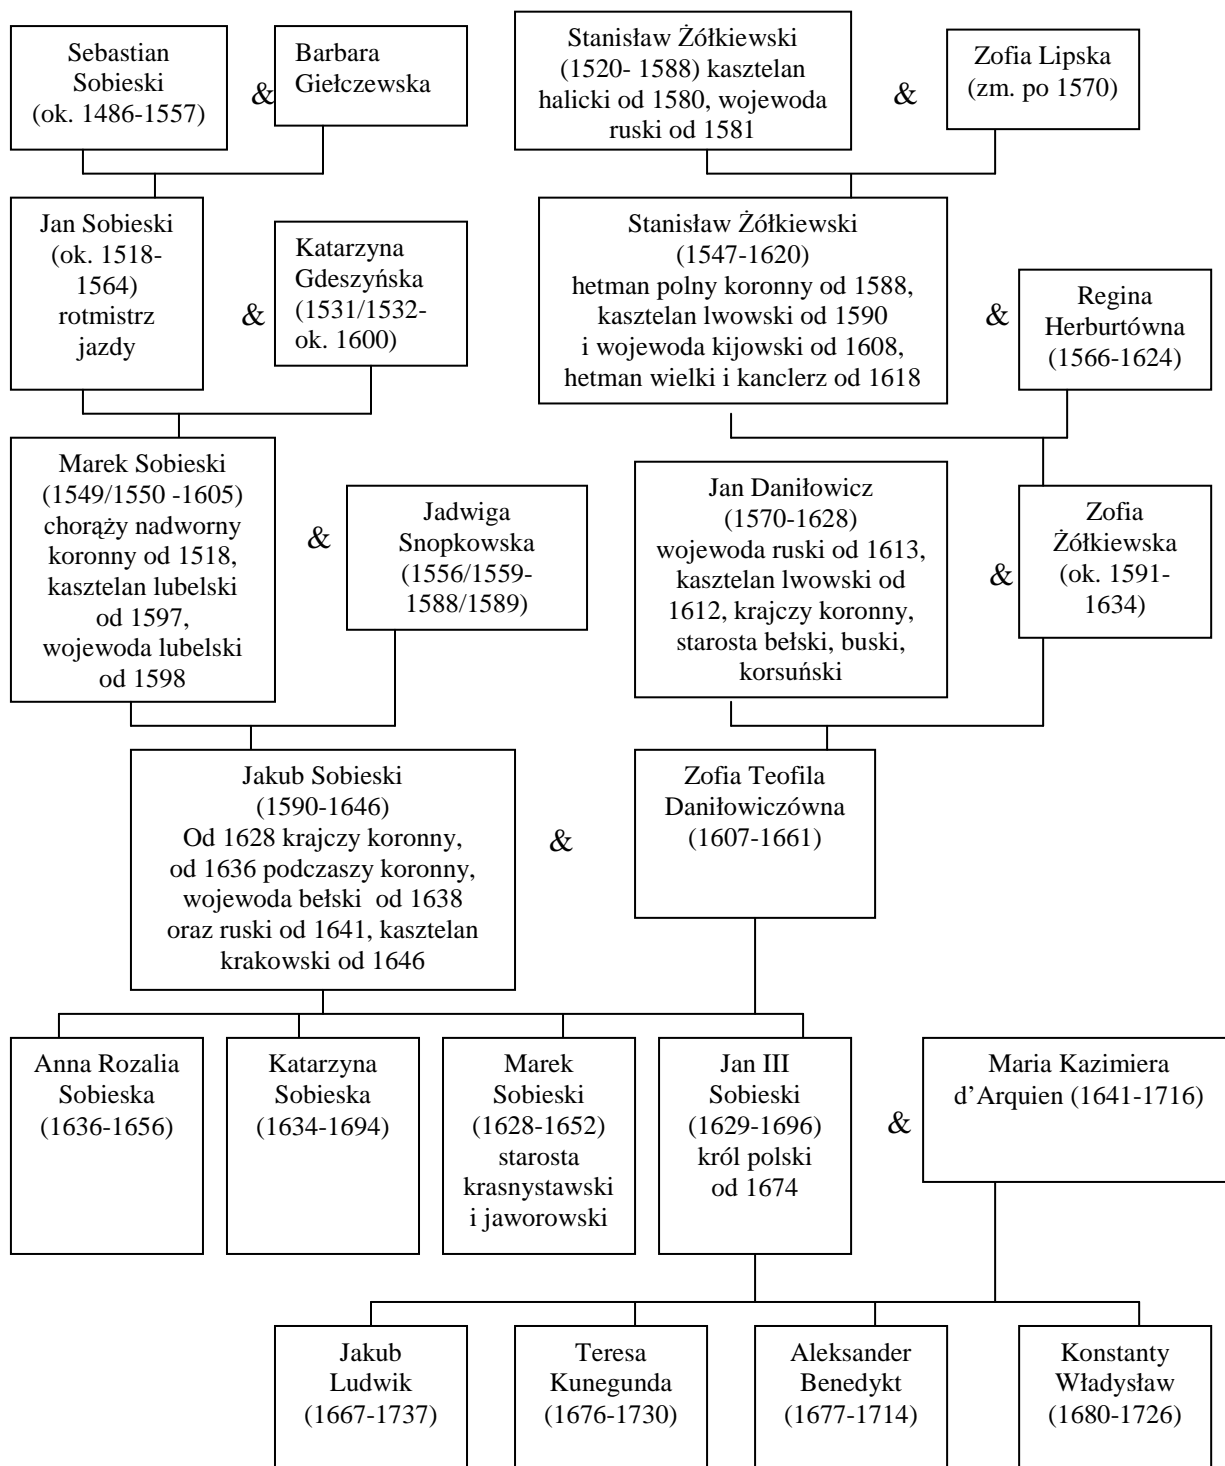 Sebastian
Sobieski
(ok. 1486-1557)
&
Barbara
Giełczewska
Stanisław Żółkiewski
(1520- 1588) kasztelan
halicki od 1580, wojewoda
ruski od 1581
&
Zofia Lipska
(zm. po 1570)
Jan Sobieski
(ok. 1518-
1564)
rotmistrz
jazdy
&
Katarzyna
Gdeszyńska
(1531/1532-
ok. 1600)
Stanisław Żółkiewski
(1547-1620)
hetman polny koronny od 1588,
kasztelan lwowski od 1590
i wojewoda kijowski od 1608,
hetman wielki i kanclerz od 1618
&
Regina
Herburtówna
(1566-1624)
Marek Sobieski
(1549/1550 -1605)
chorąży nadworny
koronny od 1518,
kasztelan lubelski
od 1597,
wojewoda lubelski
od 1598
&
Jadwiga
Snopkowska
(1556/1559-
1588/1589)
Jan Daniłowicz
(1570-1628)
wojewoda ruski od 1613,
kasztelan lwowski od
1612, krajczy koronny,
starosta bełski, buski,
korsuński
&
Zofia
Żółkiewska
(ok. 1591-
1634)
Jakub Sobieski
(1590-1646)
Od 1628 krajczy koronny,
od 1636 podczaszy koronny,
wojewoda bełski od 1638
oraz ruski od 1641, kasztelan
krakowski od 1646
&
Zofia Teofila
Daniłowiczówna
(1607-1661)
Anna Rozalia
Sobieska
(1636-1656)
Katarzyna
Sobieska
(1634-1694)
Marek
Sobieski
(1628-1652)
starosta
krasnystawski
i jaworowski
Jan III
Sobieski
(1629-1696)
król polski
od 1674
&
Maria Kazimiera
d’Arquien (1641-1716)
Jakub
Ludwik
(1667-1737)
Teresa
Kunegunda
(1676-1730)
Aleksander
Benedykt
(1677-1714)
Konstanty
Władysław
(1680-1726)